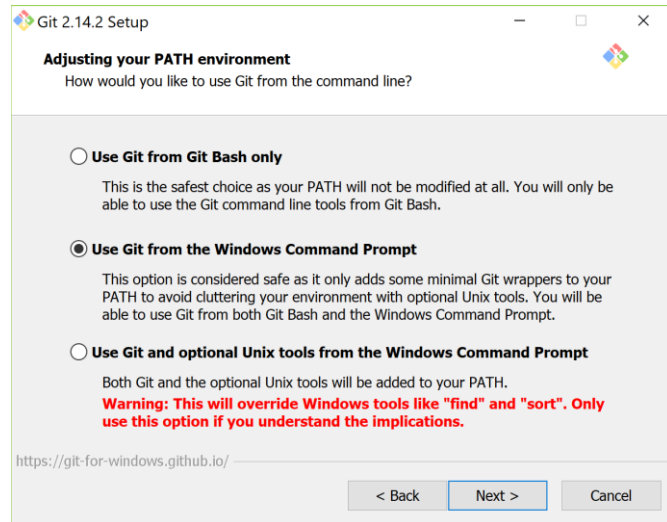 Git 2.14.2 Setup
Adjusting your PATH environment
How would you like to use Git from the command line?
Use Git from Git Bash only
This is the safest choice as your PATH will not be modified at all. You will only be
able to use the Git command line tools from Git Bash.
Use Git from the Windows Command Prompt
This option is considered safe as it only adds some minimal Git wrappers to your
PATH to avoid cluttering your environment with optional Unix tools. You will be
able to use Git from both Git Bash and the Windows Command Prompt.
Use Git and optional Unix tools from the Windows Command Prompt
Both Git and the optional Unix tools will be added to your PATH.
Warning: This will override Windows tools like "find" and "sort". Only
use this option if you understand the implications.
https://git-for-windows.github.io/
< Back Next > Cancel